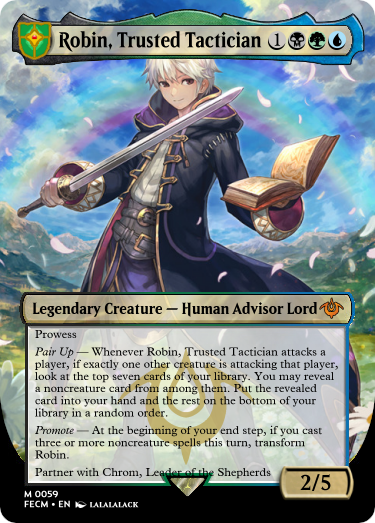 Robin, Trusted Tactician 1
Legendary Creature — Human Advisor Lord
Prowess
Pair Up — Whenever Robin, Trusted Tactician attacks a
player, if exactly one other creature is attacking that player,
look at the top seven cards of your library. You may reveal
a noncreature card from among them. Put the revealed
card into your hand and the rest on the bottom of your
library in a random order.
Promote — At the beginning of your end step, if you cast
three or more noncreature spells this turn, transform
Robin.
Partner with Chrom, Leader of the Shepherds
2/5
M 0059
FECM • EN LALALALACK